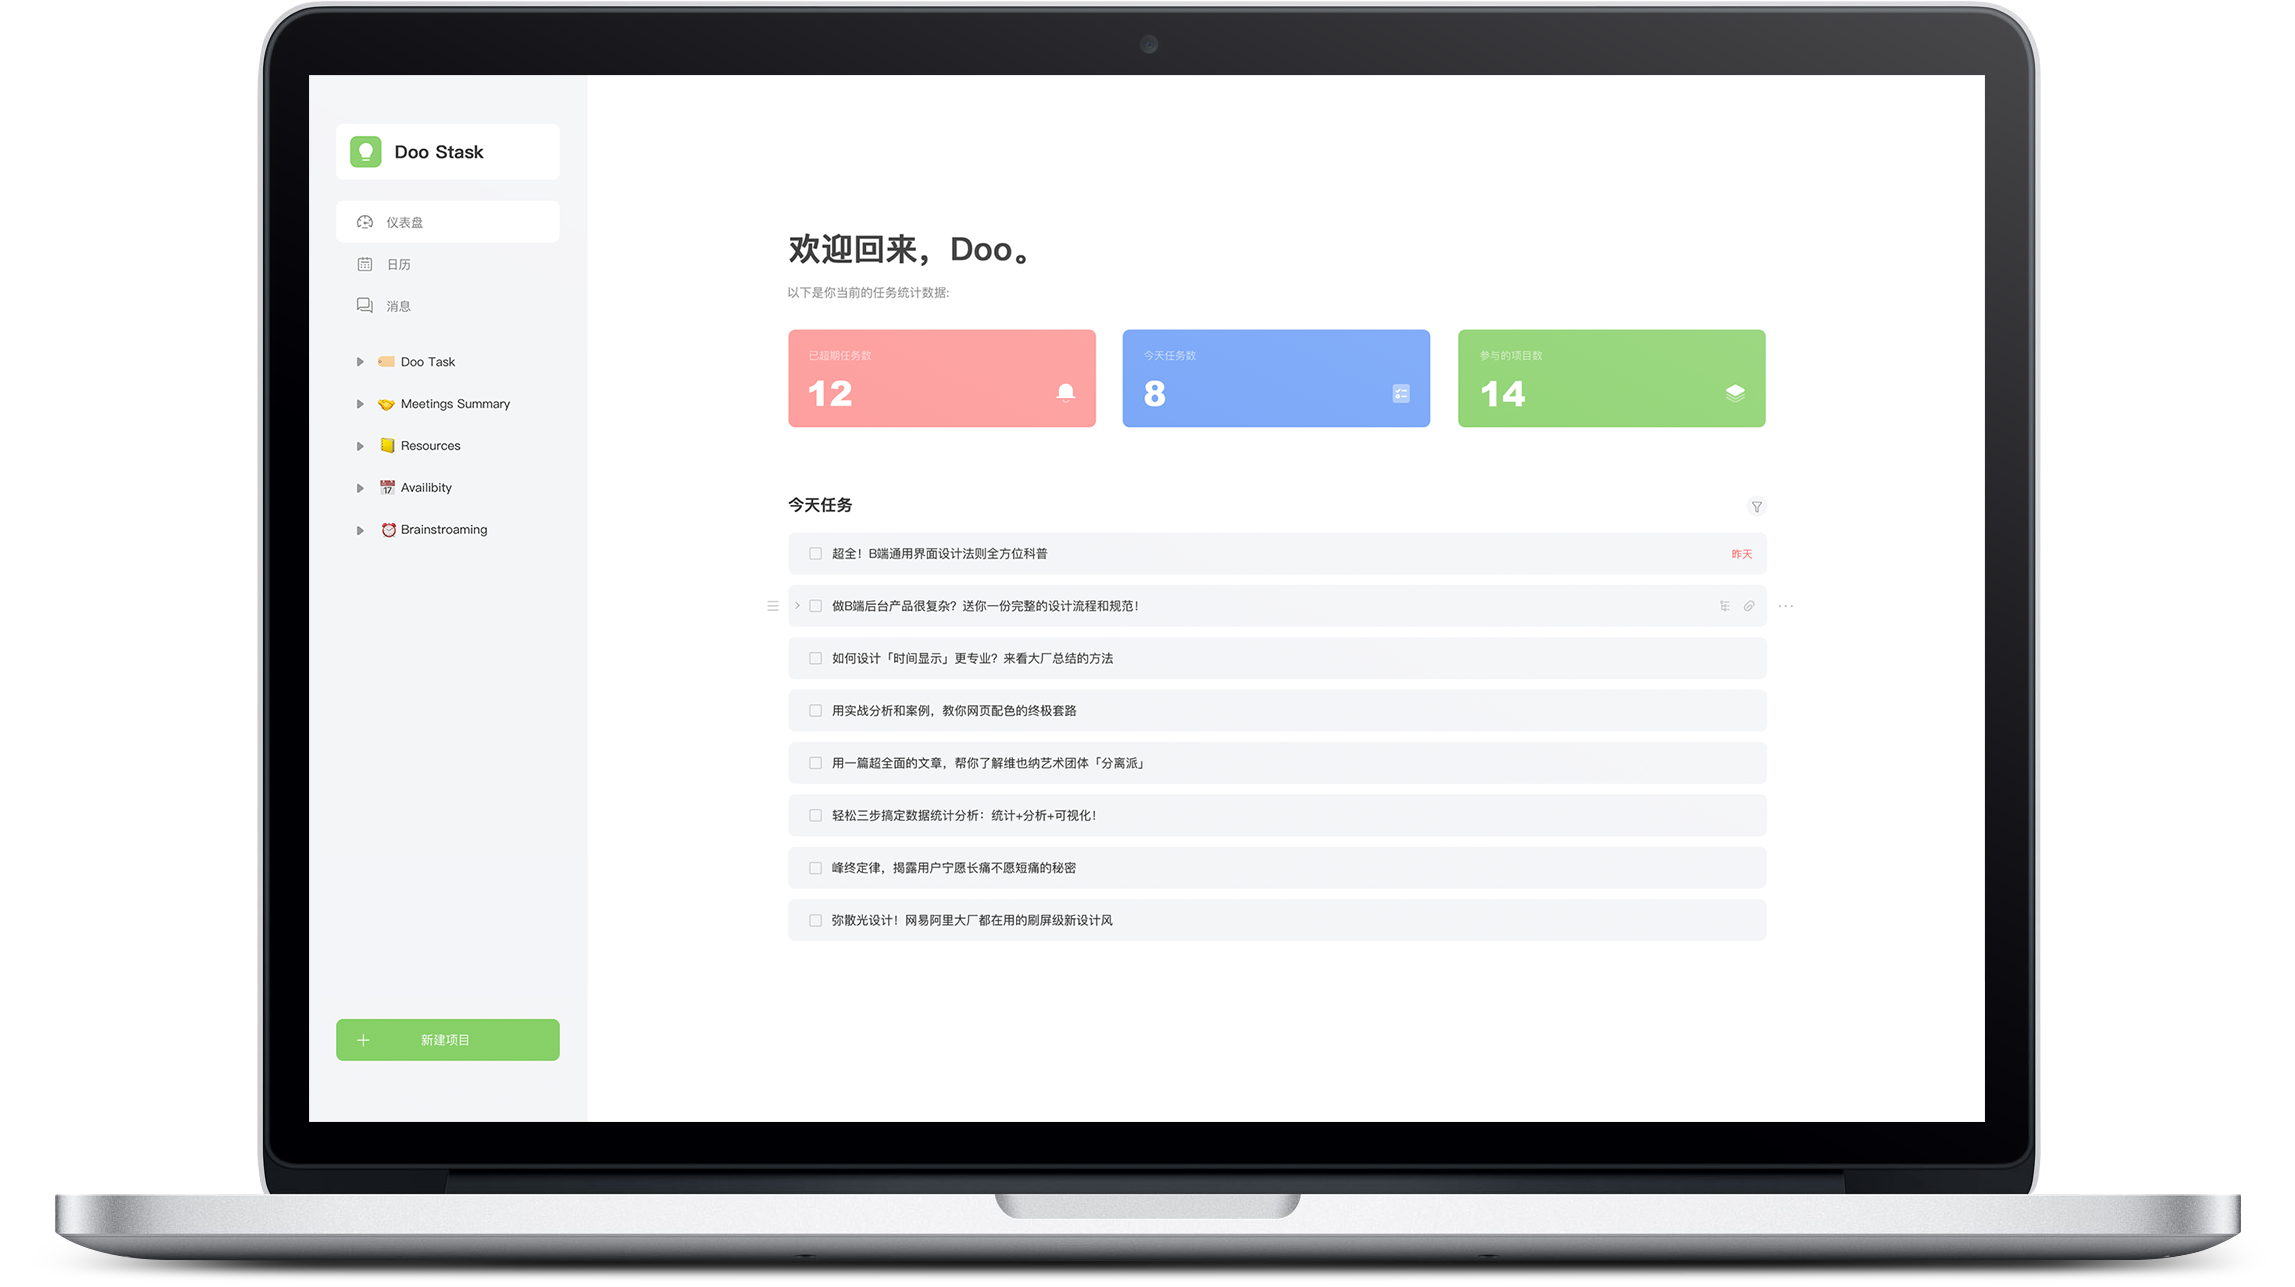 Doo Stask
仪表盘
日历
消息
Doo Task
Meetings Summary
Resources
17
Availibity
Brainstroaming
新建项目
欢迎回来，Doo。
以下是你当前的任务统计数据:
已超期任务数
12
今天任务数
8
参与的项目数
14
今天任务
超全！B端通用界面设计法则全方位科普
昨天
做B端后台产品很复杂？送你一份完整的设计流程和规范！
如何设计「时间显示」更专业？来看大厂总结的方法
用实战分析和案例，教你网页配色的终极套路
用一篇超全面的文章，帮你了解维也纳艺术团体「分离派」
轻松三步搞定数据统计分析：统计+分析+可视化！
峰终定律，揭露用户宁愿长痛不愿短痛的秘密
弥散光设计！网易阿里大厂都在用的刷屏级新设计风